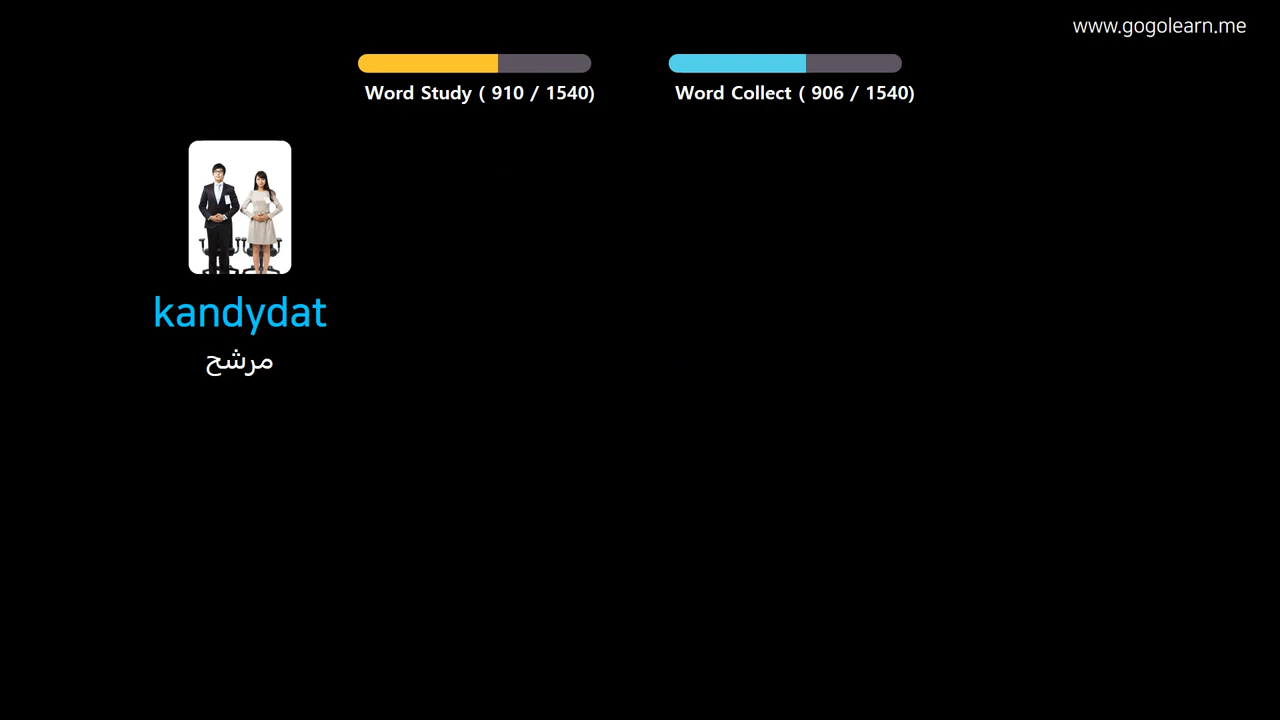 www.gogolearn.me
Word Study ( 910 / 1540)
Word Collect ( 906 / 1540)
kandydat
مرشح